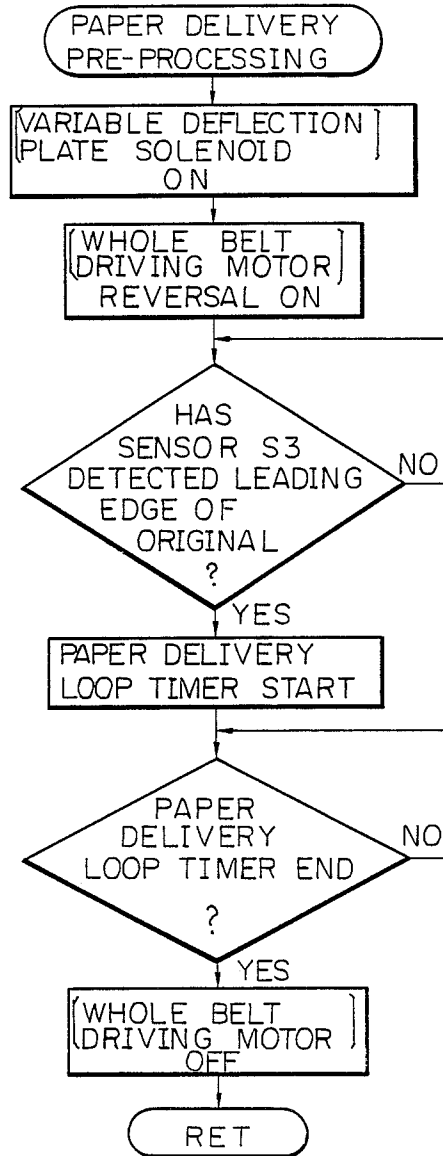 PAPER DELIVERY
PRE-PROCESSING
[VARIABLE DEFLECTION
PLATE SOLENOID]
ON
[WHOLE BELT
DRIVING MOTOR]
REVERSAL ON
HAS
SENSOR S3
DETECTED LEADING
EDGE OF
ORIGINAL
?
NO
YES
PAPER DELIVERY
LOOP TIMER START
PAPER
DELIVERY
LOOP TIMER END
?
NO
YES
[WHOLE BELT
DRIVING MOTOR]
OFF
RET